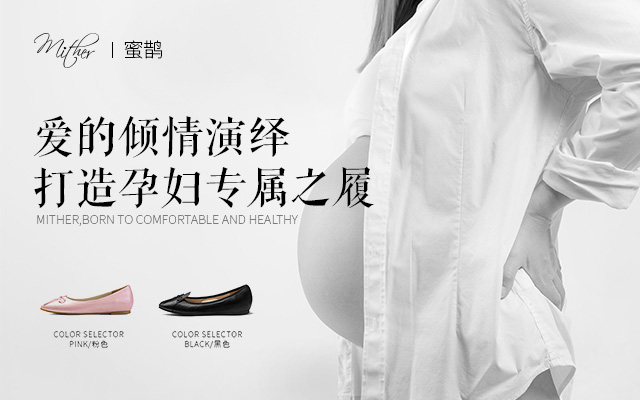 Mither | 蜜鹊
爱的倾情演绎
打造孕妇专属之履
MITHER,BORN TO COMFORTABLE AND HEALTHY
COLOR SELECTOR
PINK/粉色
COLOR SELECTOR
BLACK/黑色